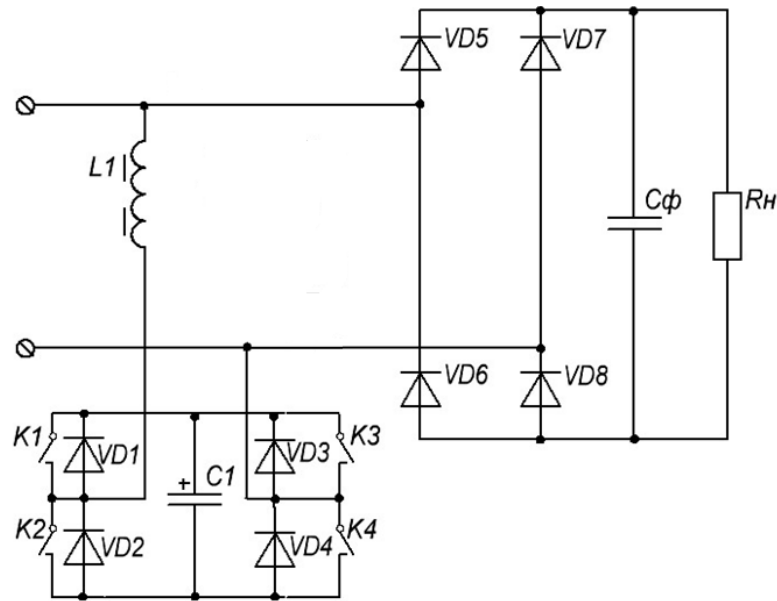 VD5
VD7
L1
Cф
Rн
VD6
VD8
K1
VD1
VD3
K3
+
C1
K2
VD2
VD4
K4